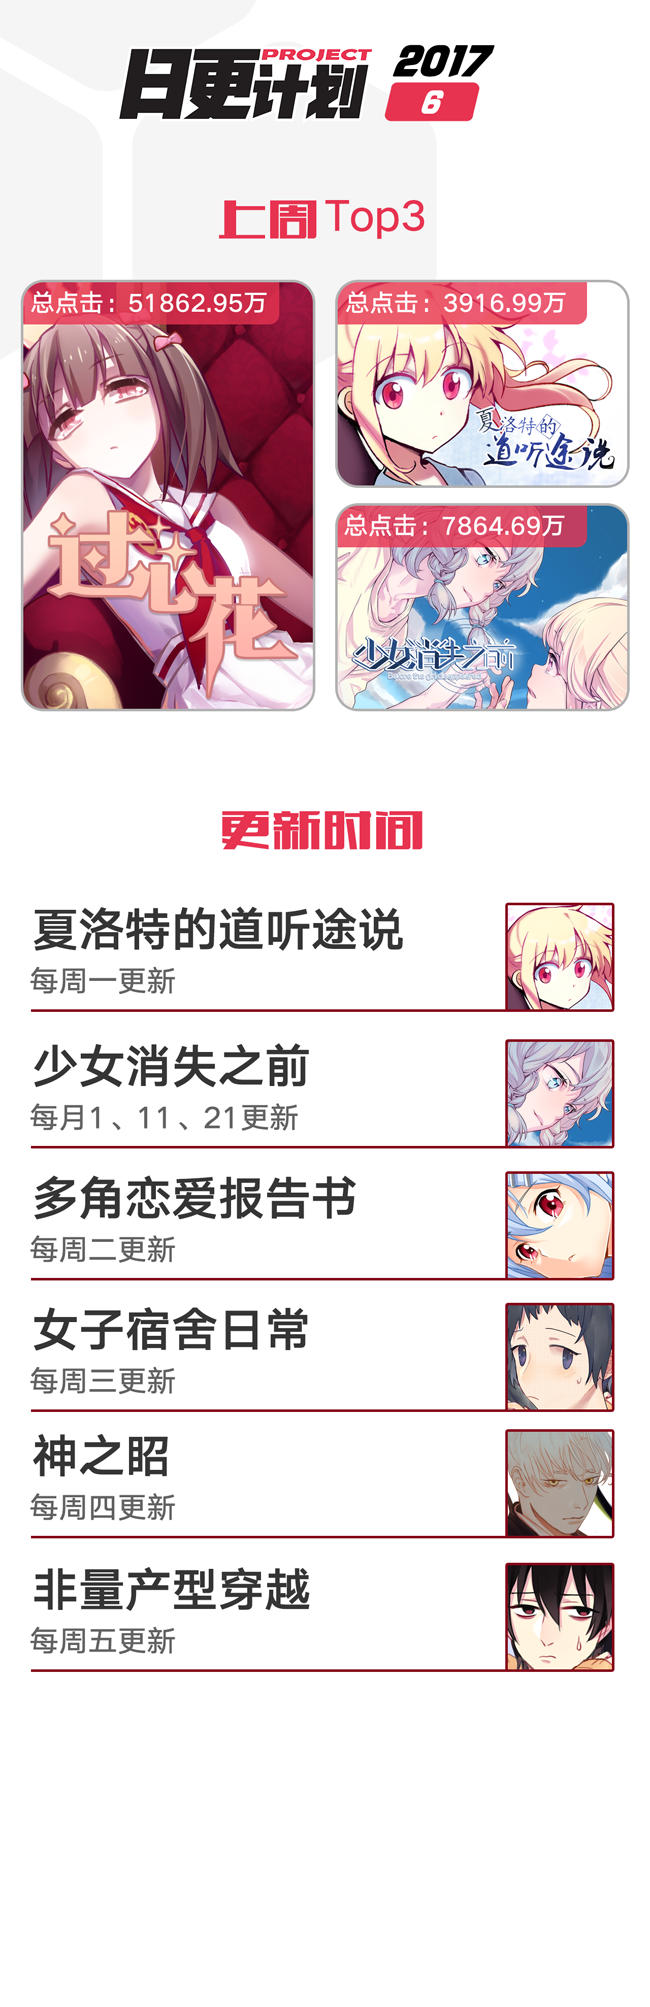 日更计划
PROJECT
2017
6
上周Top3
总点击：51862.95万
过心花
总点击：3916.99万
夏洛特的
道听途说
总点击：7864.69万
少女消失之前
更新时间
夏洛特的道听途说
每周一更新
少女消失之前
每月1、11、21更新
多角恋爱报告书
每周二更新
女子宿舍日常
每周三更新
神之昭
每周四更新
非量产型穿越
每周五更新